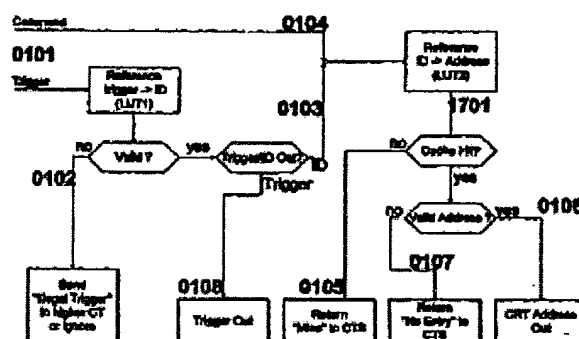 Command
0104
0101
Trigger
Reference
trigger -> ID
(LUT1)
Reference
ID -> Address
(LUT2)
0103
1701
no
Valid ?
yes
Trigger/ID Out?
ID
Trigger
no
yes
0102
no
Valid Address ?
yes
0106
0107
0108
0105
Send
"Illegal Trigger"
to higher CT
or Ignore
Trigger Out
Return
"Miss" to CTS
Return
"No Entry" to
CTS
CRT Address
Out